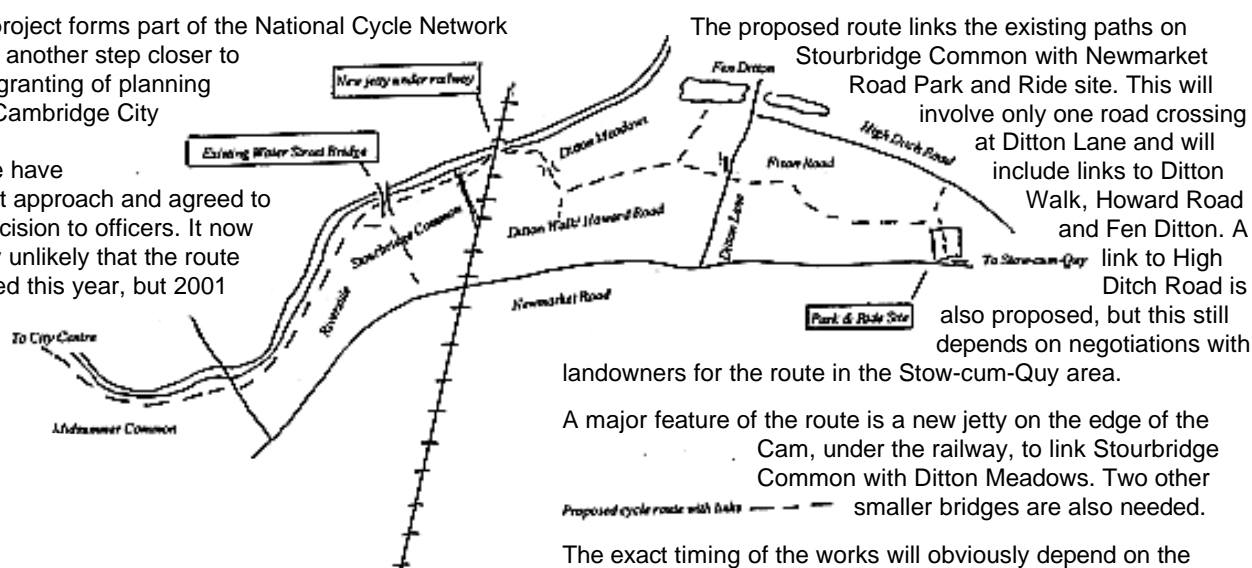 project forms part of the National Cycle Network
another step closer to
granting of planning
Cambridge City
e have
t approach and agreed to
cision to officers. It now
unlikely that the route
ed this year, but 2001
New jetty under railway
Existing Water Street Bridge
Fen Ditton
Ditton Meadows
High Ditch Road
Fison Road
Stourbridge Common
Ditton Walk/ Howard Road
Ditton Lane
To Stow-cum-Quy
Newmarket Road
Park & Ride Site
Riverside
To City Centre
Midsummer Common
Proposed cycle route with links
The proposed route links the existing paths on
Stourbridge Common with Newmarket
Road Park and Ride site. This will
involve only one road crossing
at Ditton Lane and will
include links to Ditton
Walk, Howard Road
and Fen Ditton. A
link to High
Ditch Road is
also proposed, but this still
depends on negotiations with
landowners for the route in the Stow-cum-Quy area.
A major feature of the route is a new jetty on the edge of the
Cam, under the railway, to link Stourbridge
Common with Ditton Meadows. Two other
smaller bridges are also needed.
The exact timing of the works will obviously depend on the